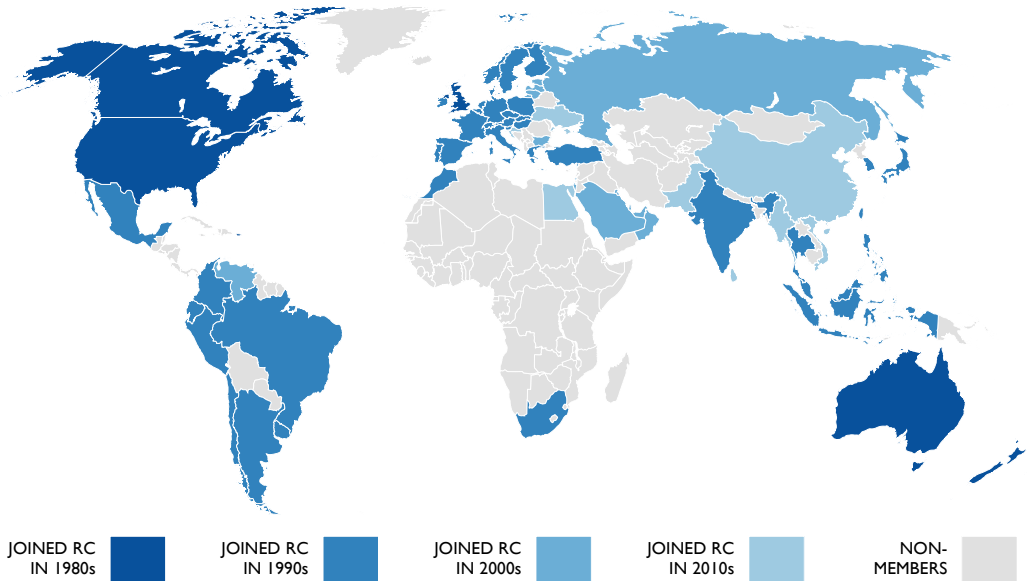 JOINED RC
IN 1980s
JOINED RC
IN 1990s
JOINED RC
IN 2000s
JOINED RC
IN 2010s
NON-
MEMBERS